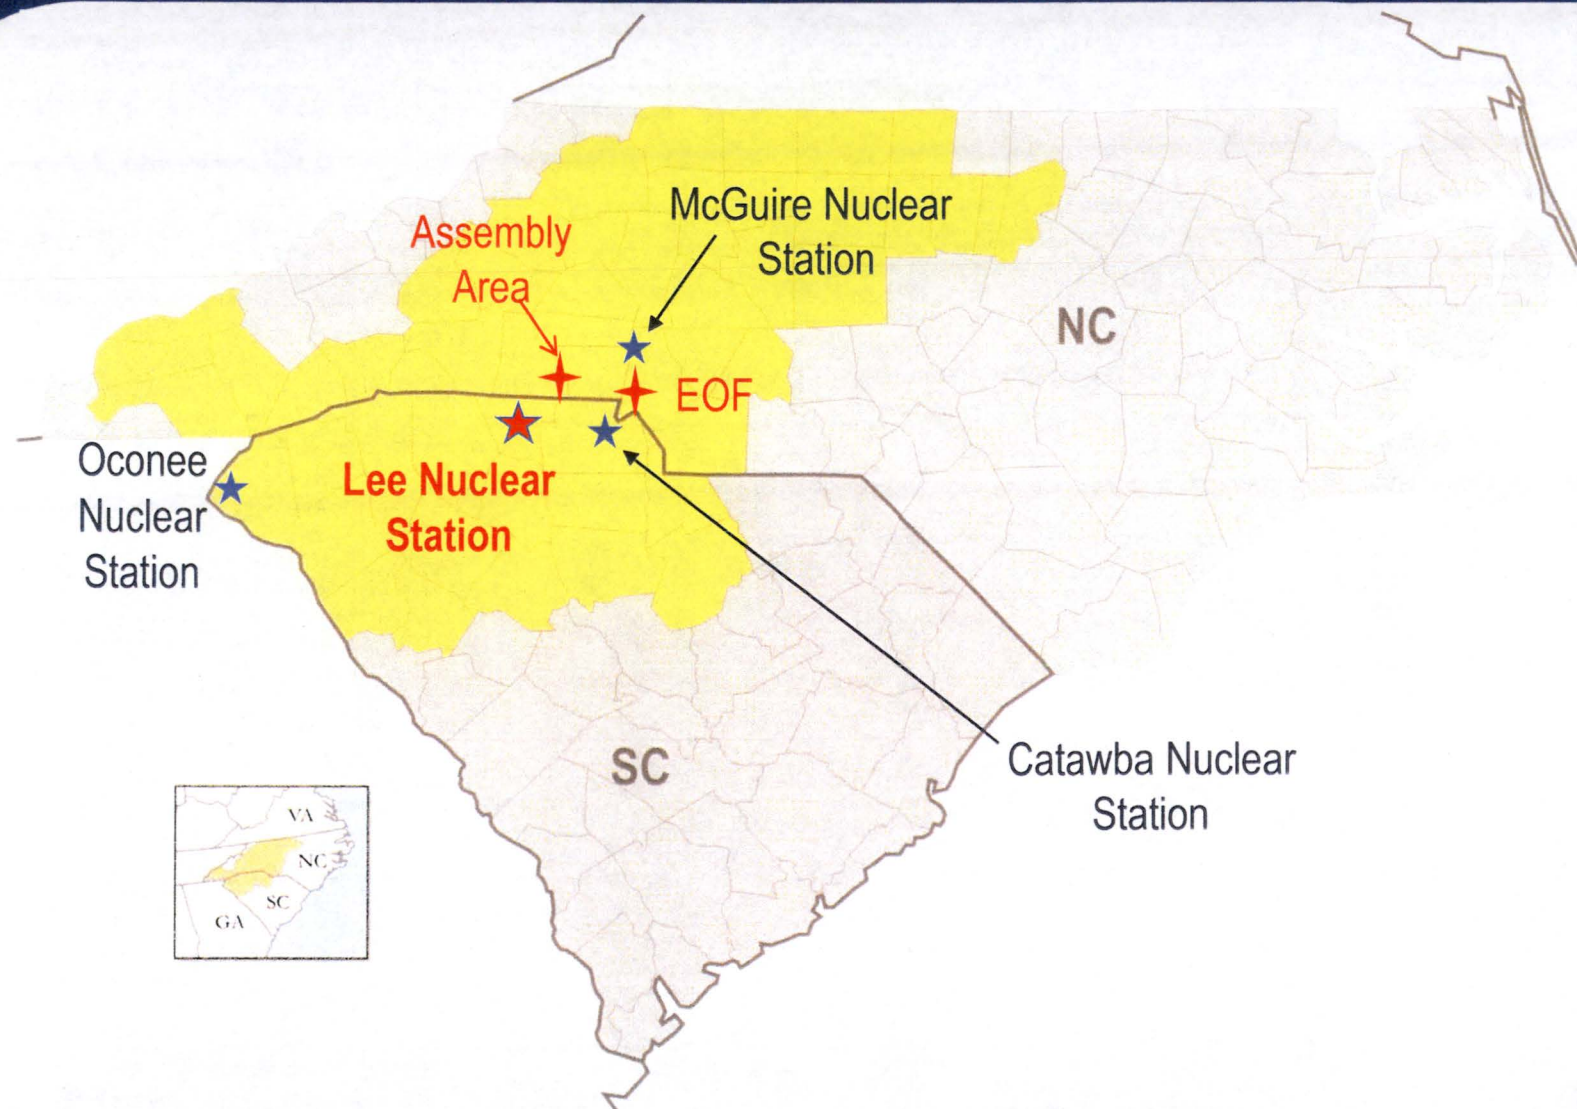 McGuire Nuclear
Station
Assembly
Area
NC
EOF
Oconee
Nuclear
Station
Lee Nuclear
Station
SC
Catawba Nuclear
Station
VA
NC
SC
GA